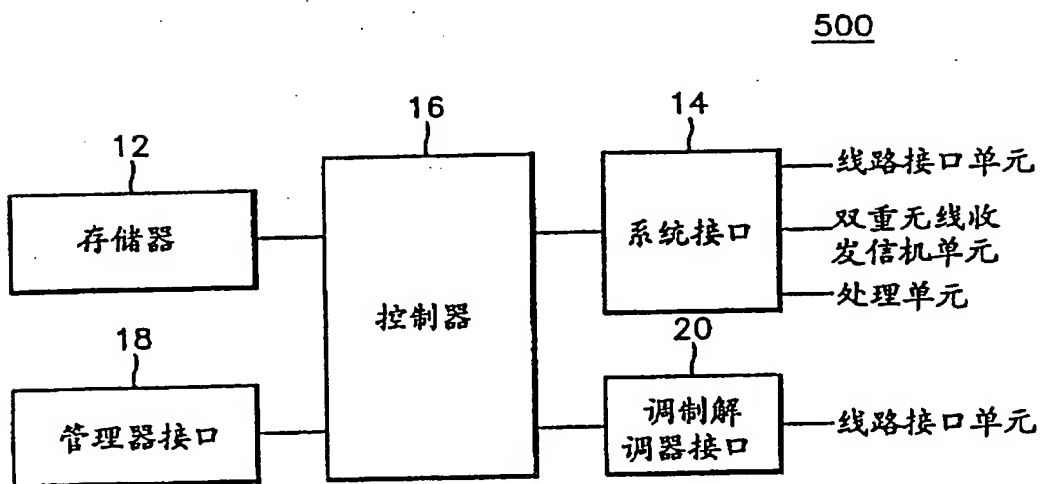 500
16
14
12
存储器
控制器
系统接口
线路接口单元
双重无线收
发信机单元
处理单元
18
管理器接口
20
调制解
调器接口
线路接口单元